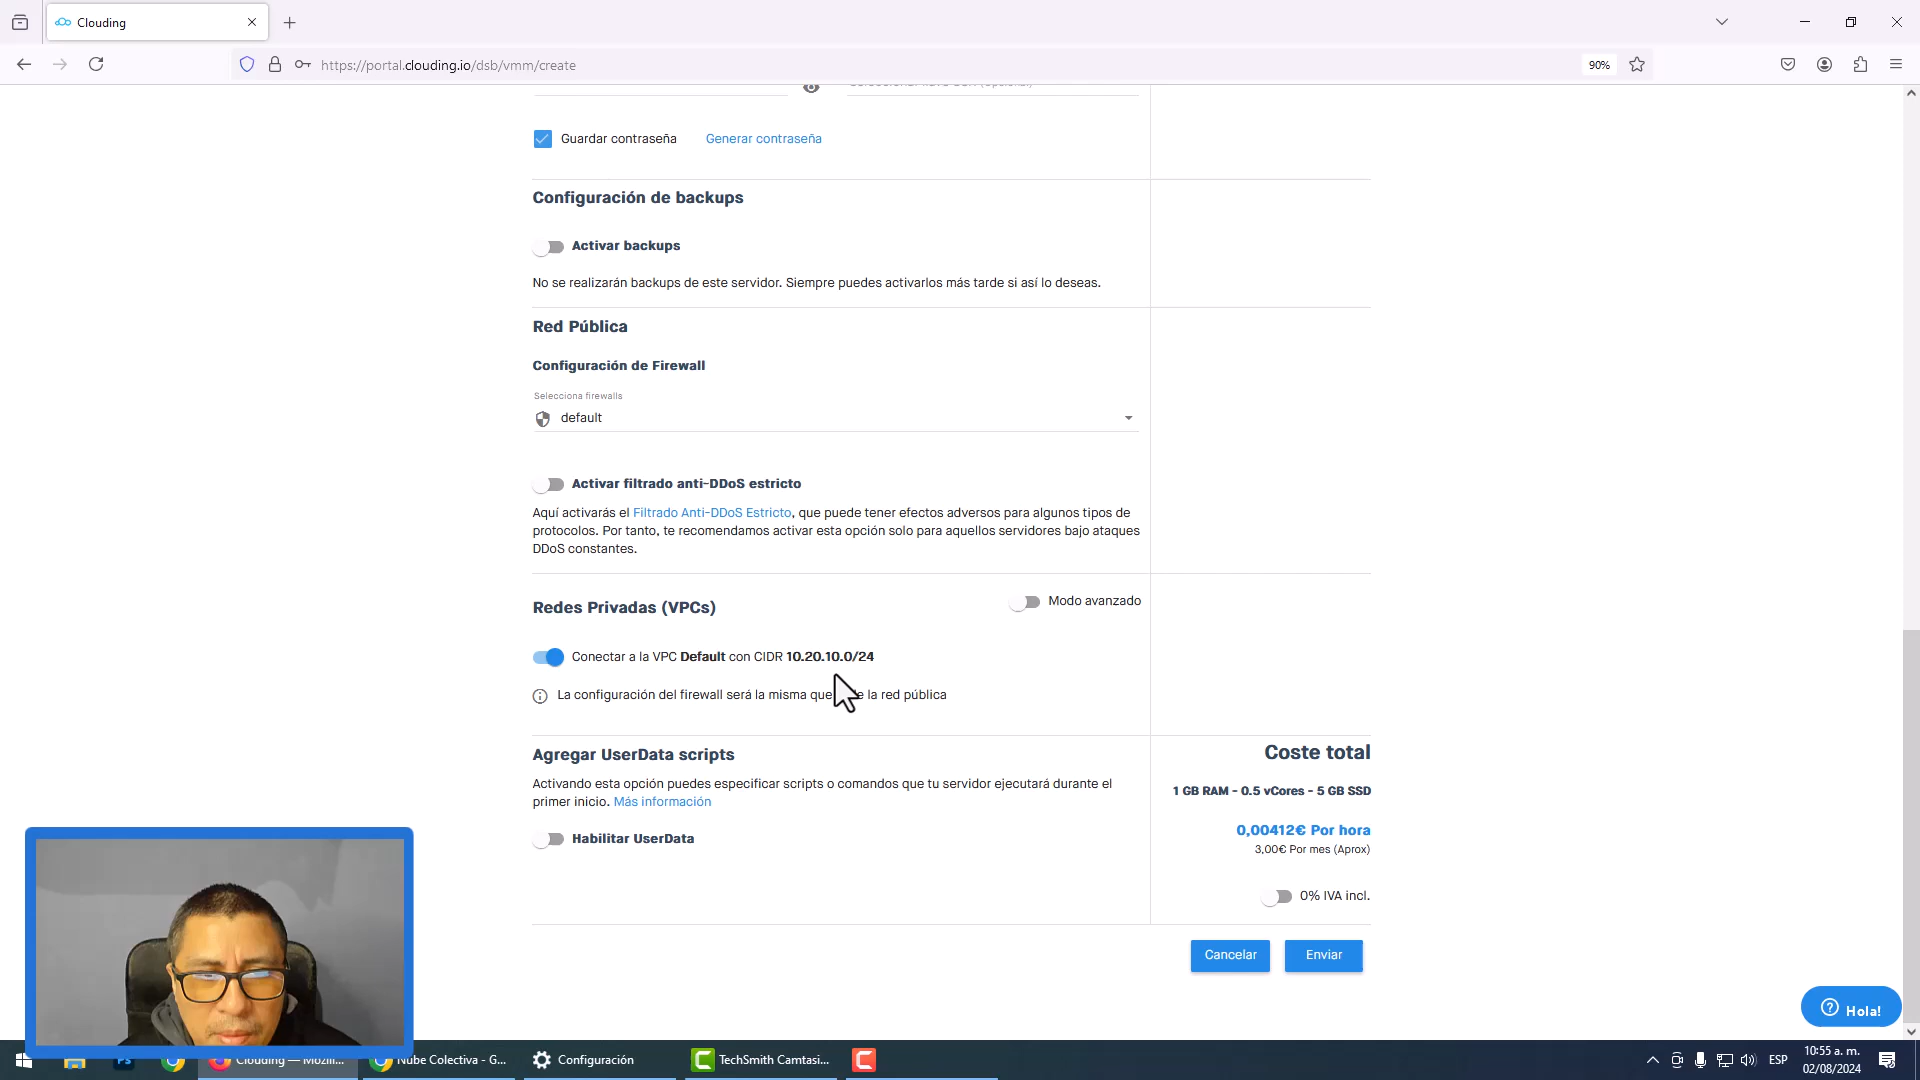 Clouding
https://portal.clouding.io/dsb/vmm/create
90%
Guardar contraseña
Generar contraseña
Configuración de backups
Activar backups
No se realizarán backups de este servidor. Siempre puedes activarlos más tarde si así lo deseas.
Red Pública
Configuración de Firewall
Selecciona firewalls
default
Activar filtrado anti-DDoS estricto
Aquí activarás el Filtrado Anti-DDoS Estricto, que puede tener efectos adversos para algunos tipos de
protocolos. Por tanto, te recomendamos activar esta opción solo para aquellos servidores bajo ataques
DDoS constantes.
Redes Privadas (VPCs)
Modo avanzado
Conectar a la VPC Default con CIDR 10.20.10.0/24
La configuración del firewall será la misma que la red pública
Agregar UserData scripts
Activando esta opción puedes especificar scripts o comandos que tu servidor ejecutará durante el
primer inicio. Más información
Habilitar UserData
Coste total
1 GB RAM - 0.5 vCores - 5 GB SSD
0,00412€ Por hora
3,00€ Por mes (Aprox)
0% IVA incl.
Cancelar
Enviar
Hola!
Clouding — Mozill...
Nube Colectiva - G...
Configuración
TechSmith Camtasi...
ESP
10:55 a. m.
02/08/2024